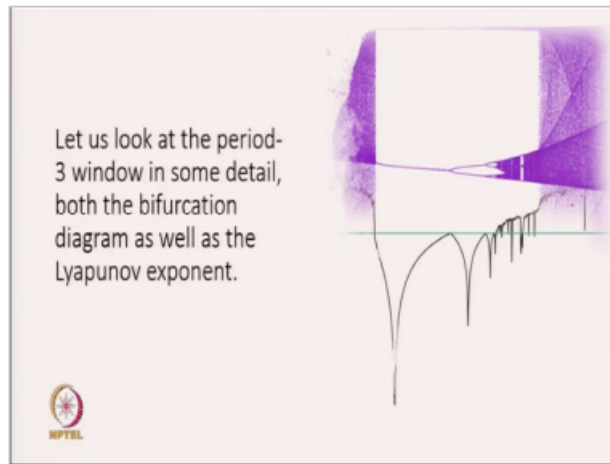 Let us look at the period-
3 window in some detail,
both the bifurcation
diagram as well as the
Lyapunov exponent.
NPTEL